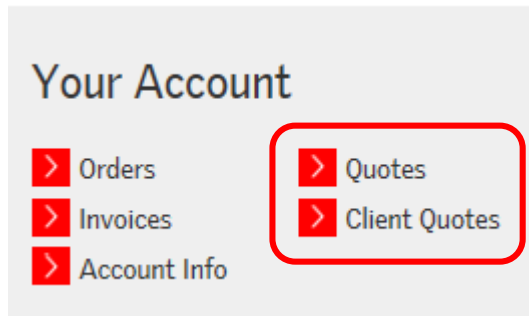 Your Account
Orders
Invoices
Account Info
Quotes
Client Quotes